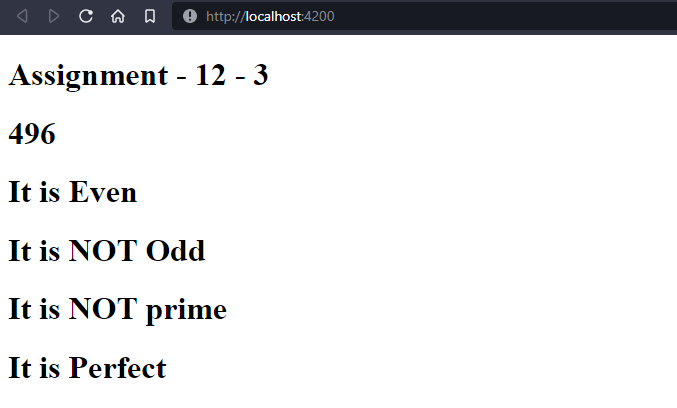 http://localhost:4200
Assignment - 12 - 3
496
It is Even
It is NOT Odd
It is NOT prime
It is Perfect